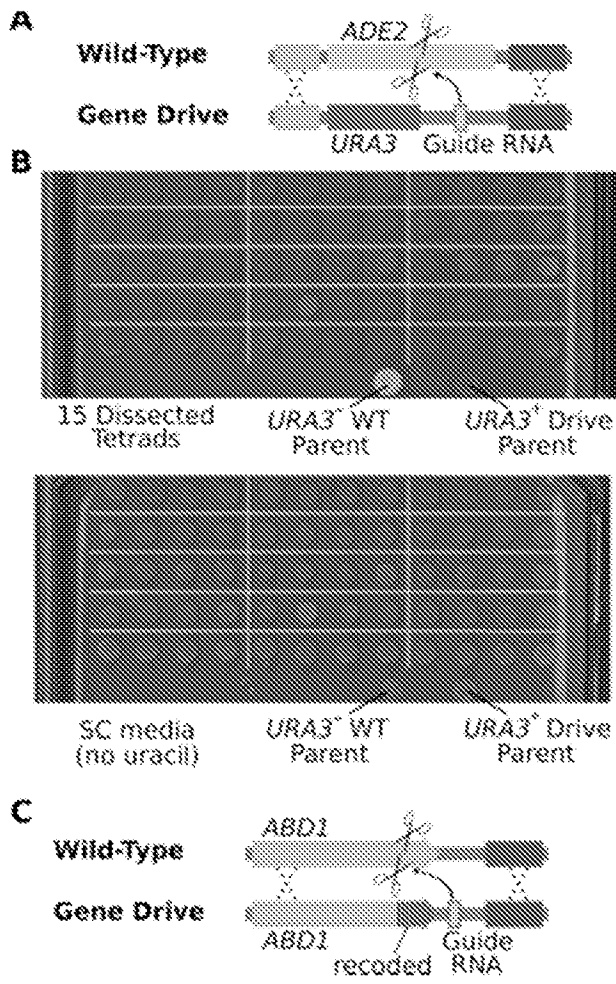 A
ADE2
Wild-Type
Gene Drive
URA3 Guide RNA
B
15 Dissected
Tetrads
URA3⁻ WT
Parent
URA3⁺ Drive
Parent
SC media
(no uracil)
URA3⁻ WT
Parent
URA3⁺ Drive
Parent
C
ABD1
Wild-Type
Gene Drive
ABD1
recoded
Guide
RNA